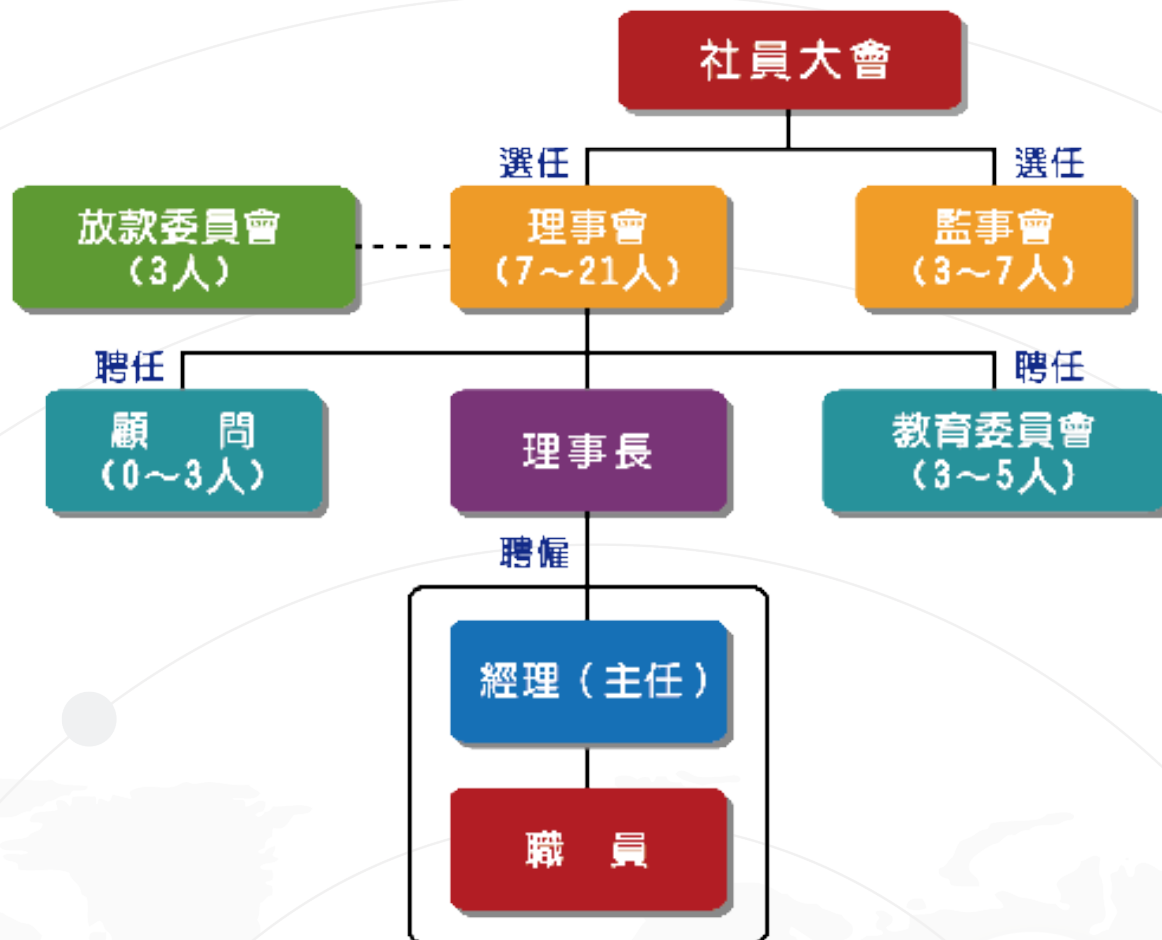 社員大會
選任
選任
放款委員會
(3人)
理事會
(7～21人)
監事會
(3～7人)
聘任
聘任
顧 問
(0～3人)
理事長
教育委員會
(3～5人)
聘僱
經理(主任)
職 員